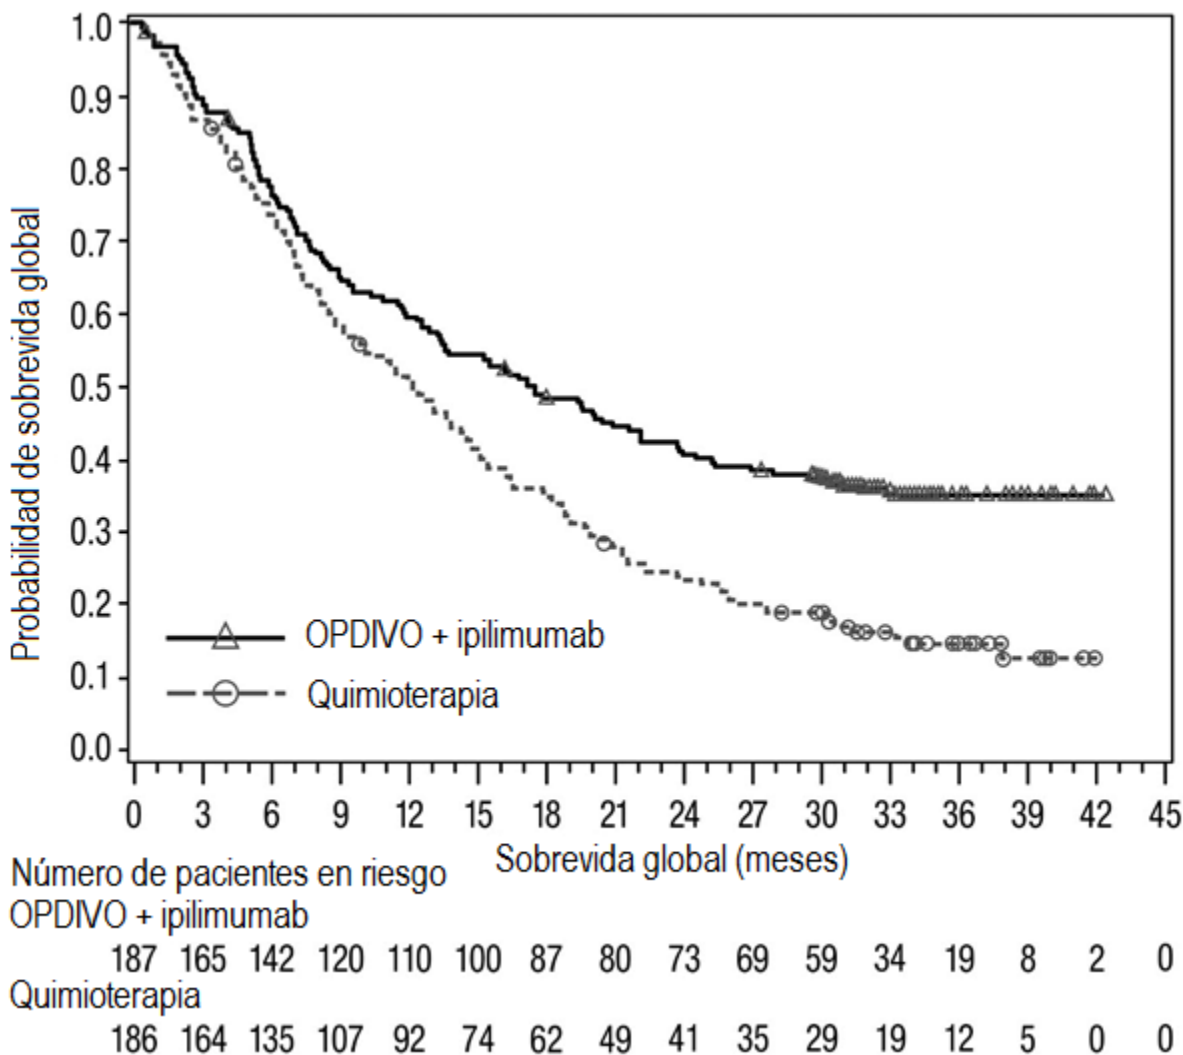 1.0
0.9
0.8
0.7
0.6
0.5
0.4
0.3
0.2
0.1
0.0
Probabilidad de sobrevida global
OPDIVO + ipilimumab
Quimioterapia
0 3 6 9 12 15 18 21 24 27 30 33 36 39 42 45
Sobrevida global (meses)
Número de pacientes en riesgo
OPDIVO + ipilimumab
187 165 142 120 110 100 87 80 73 69 59 34 19 8 2 0
Quimioterapia
186 164 135 107 92 74 62 49 41 35 29 19 12 5 0 0